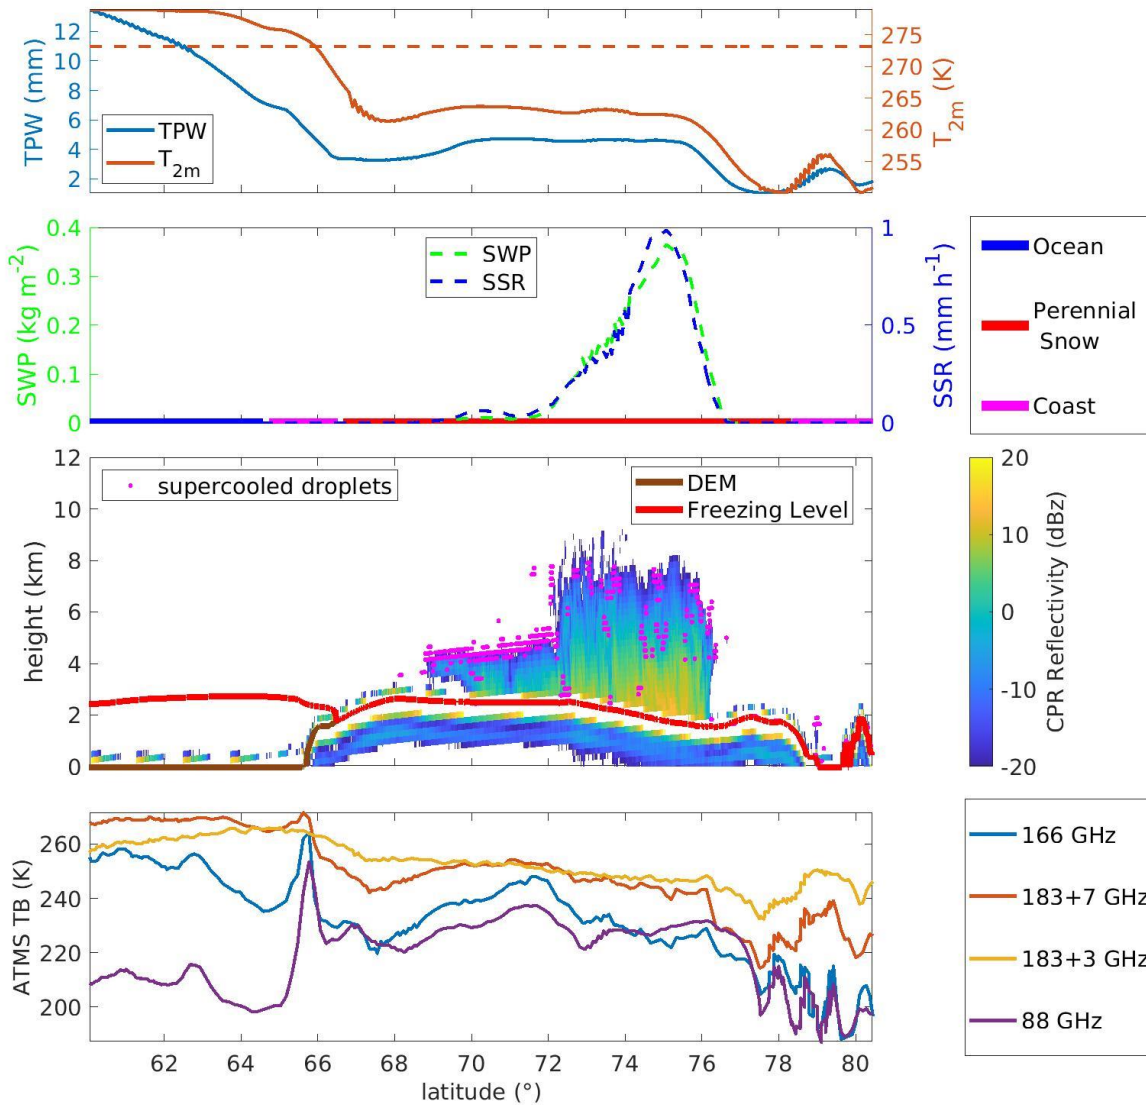 12
10
8
6
4
2
TPW (mm)
TPW
T2m
275
270
265
260
255
T2m (K)
0.4
0.3
0.2
0.1
0
SWP (kg m-2)
SWP
SSR
1
0.5
0
SSR (mm h-1)
Ocean
Perennial
Snow
Coast
12
10
8
6
4
2
0
height (km)
supercooled droplets
DEM
Freezing Level
20
10
0
-10
-20
CPR Reflectivity (dBz)
260
240
220
200
ATMS TB (K)
62 64 66 68 70 72 74 76 78 80
latitude (°)
166 GHz
183+7 GHz
183+3 GHz
88 GHz